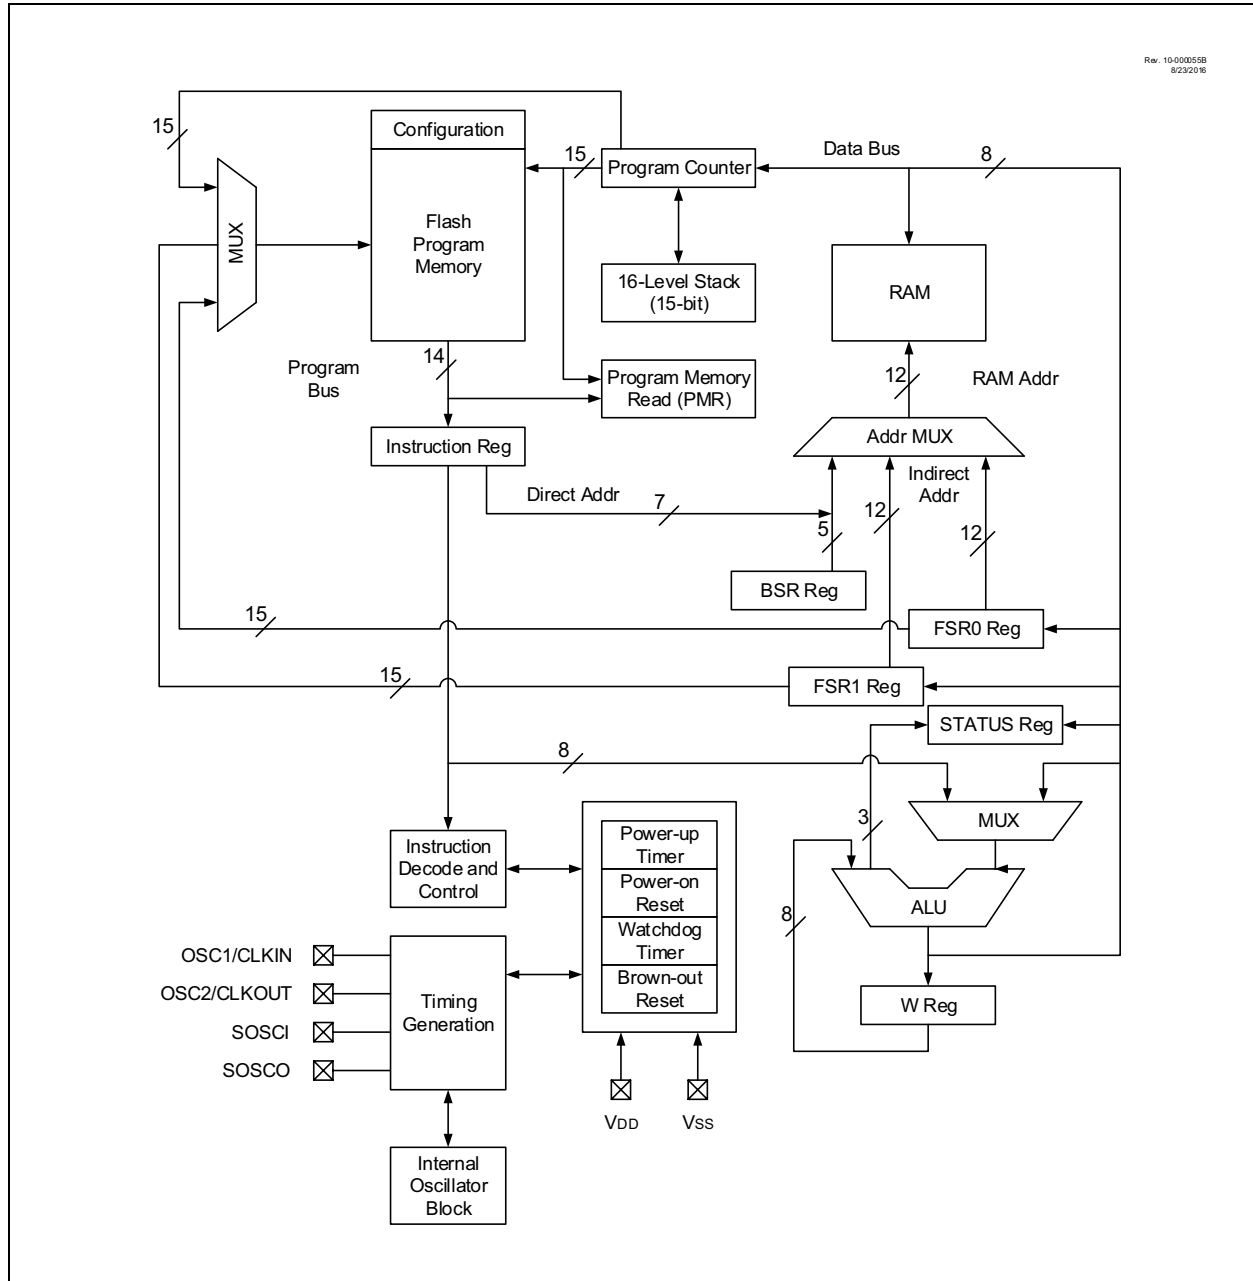 Rev. 10-000055B
8/23/2016
15
Configuration
15
Program Counter
Data Bus
8
MUX
Flash
Program
Memory
16-Level Stack
(15-bit)
RAM
Program
Bus
14
Program Memory
Read (PMR)
12
RAM Addr
Addr MUX
Instruction Reg
Indirect
Addr
Direct Addr
7
12
5
12
BSR Reg
15
FSR0 Reg
15
FSR1 Reg
STATUS Reg
8
3
MUX
Power-up
Timer
Instruction
Decode and
Control
Power-on
Reset
8
ALU
Watchdog
Timer
OSC1/CLKIN
Brown-out
Reset
OSC2/CLKOUT
Timing
Generation
W Reg
SOSCI
SOSCO
VDD
VSS
Internal
Oscillator
Block